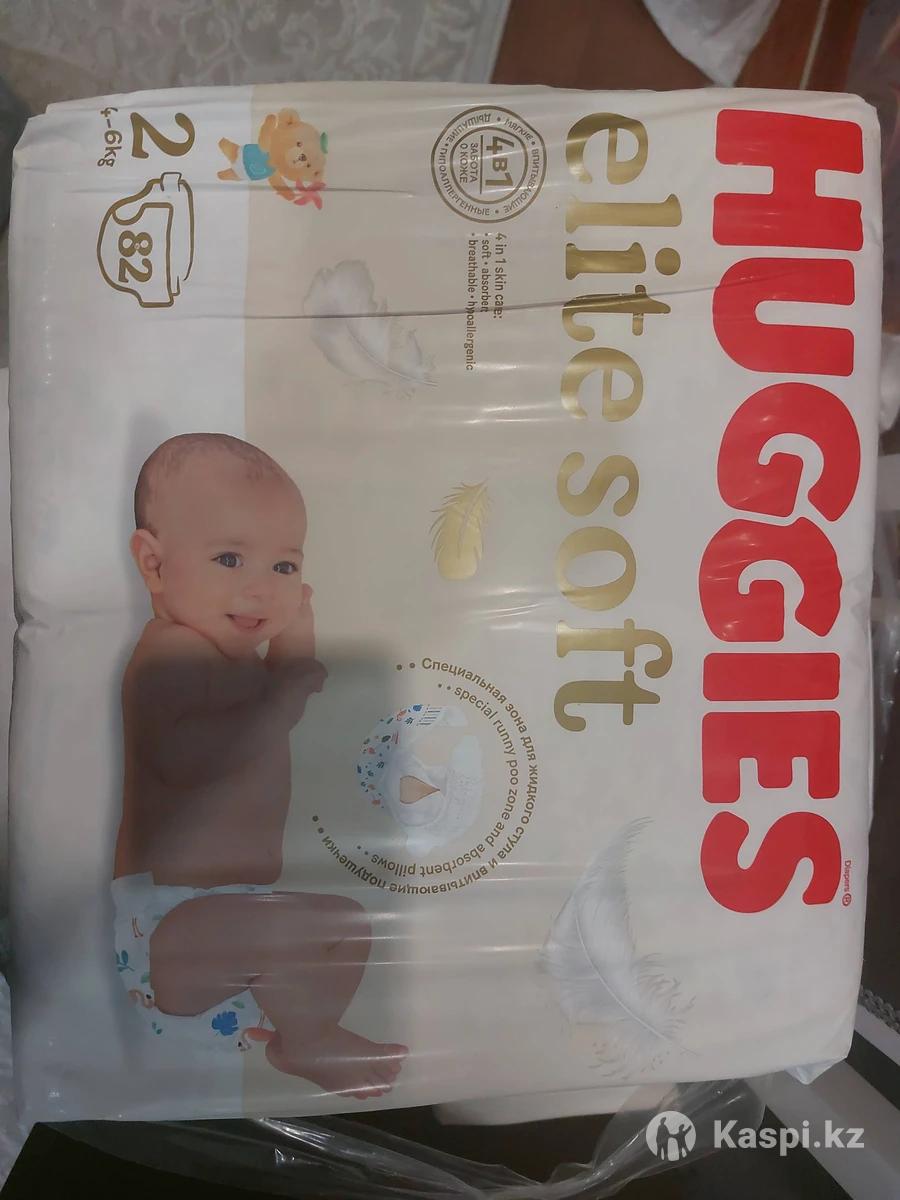 HUGGIES
Diapers ®
elite soft
• мягкие • впитывающие • гипоаллергенные • дышащие
4 в 1
ЗАБОТА
О КОЖЕ
4 in 1 skin care:
• soft • absorbent
• breathable • hypoallergenic
•• Специальная зона для жидкого стула и впитывающие подушечки ••
•• special runny poo zone and absorbent pillows ••
2
4–6kg
82
Kaspi.kz